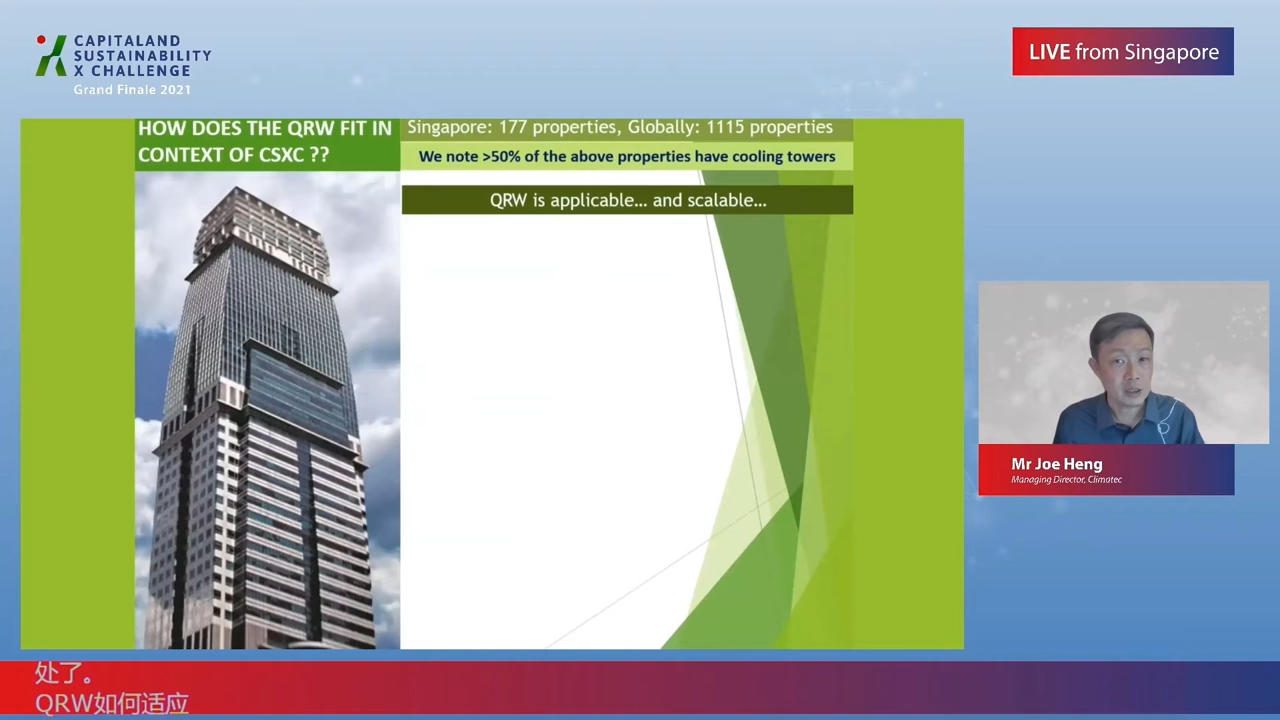 CAPITALAND
SUSTAINABILITY
X CHALLENGE
Grand Finale 2021
LIVE from Singapore
HOW DOES THE QRW FIT IN
CONTEXT OF CSXC ??
Singapore: 177 properties, Globally: 1115 properties
We note >50% of the above properties have cooling towers
QRW is applicable… and scalable…
Mr Joe Heng
Managing Director, Climatec
处了。
QRW如何适应